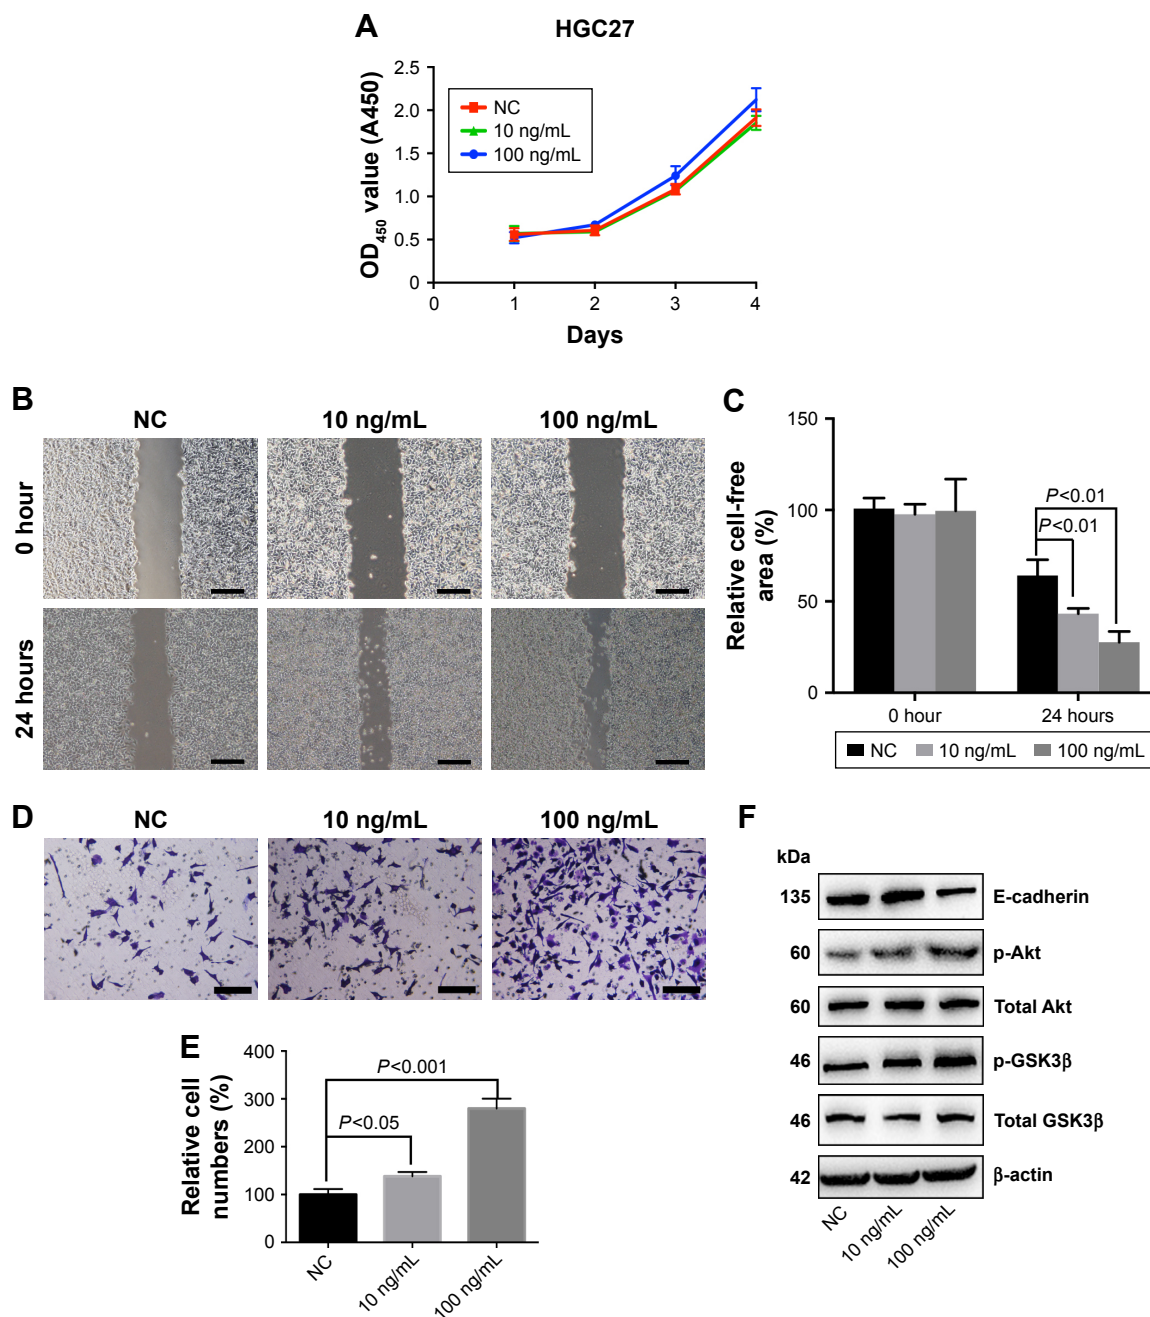 A
HGC27
OD450 value (A450)
2.5
2.0
1.5
1.0
0.5
0
NC
10 ng/mL
100 ng/mL
0 1 2 3 4
Days
B
NC 10 ng/mL 100 ng/mL
0 hour
24 hours
C
Relative cell-free
area (%)
150
100
50
0
P<0.01
P<0.01
0 hour 24 hours
NC 10 ng/mL 100 ng/mL
D
NC 10 ng/mL 100 ng/mL
E
Relative cell
numbers (%)
400
300
200
100
0
P<0.001
P<0.05
NC
10 ng/mL
100 ng/mL
F
kDa
135 E-cadherin
60 p-Akt
60 Total Akt
46 p-GSK3β
46 Total GSK3β
42 β-actin
NC
10 ng/mL
100 ng/mL